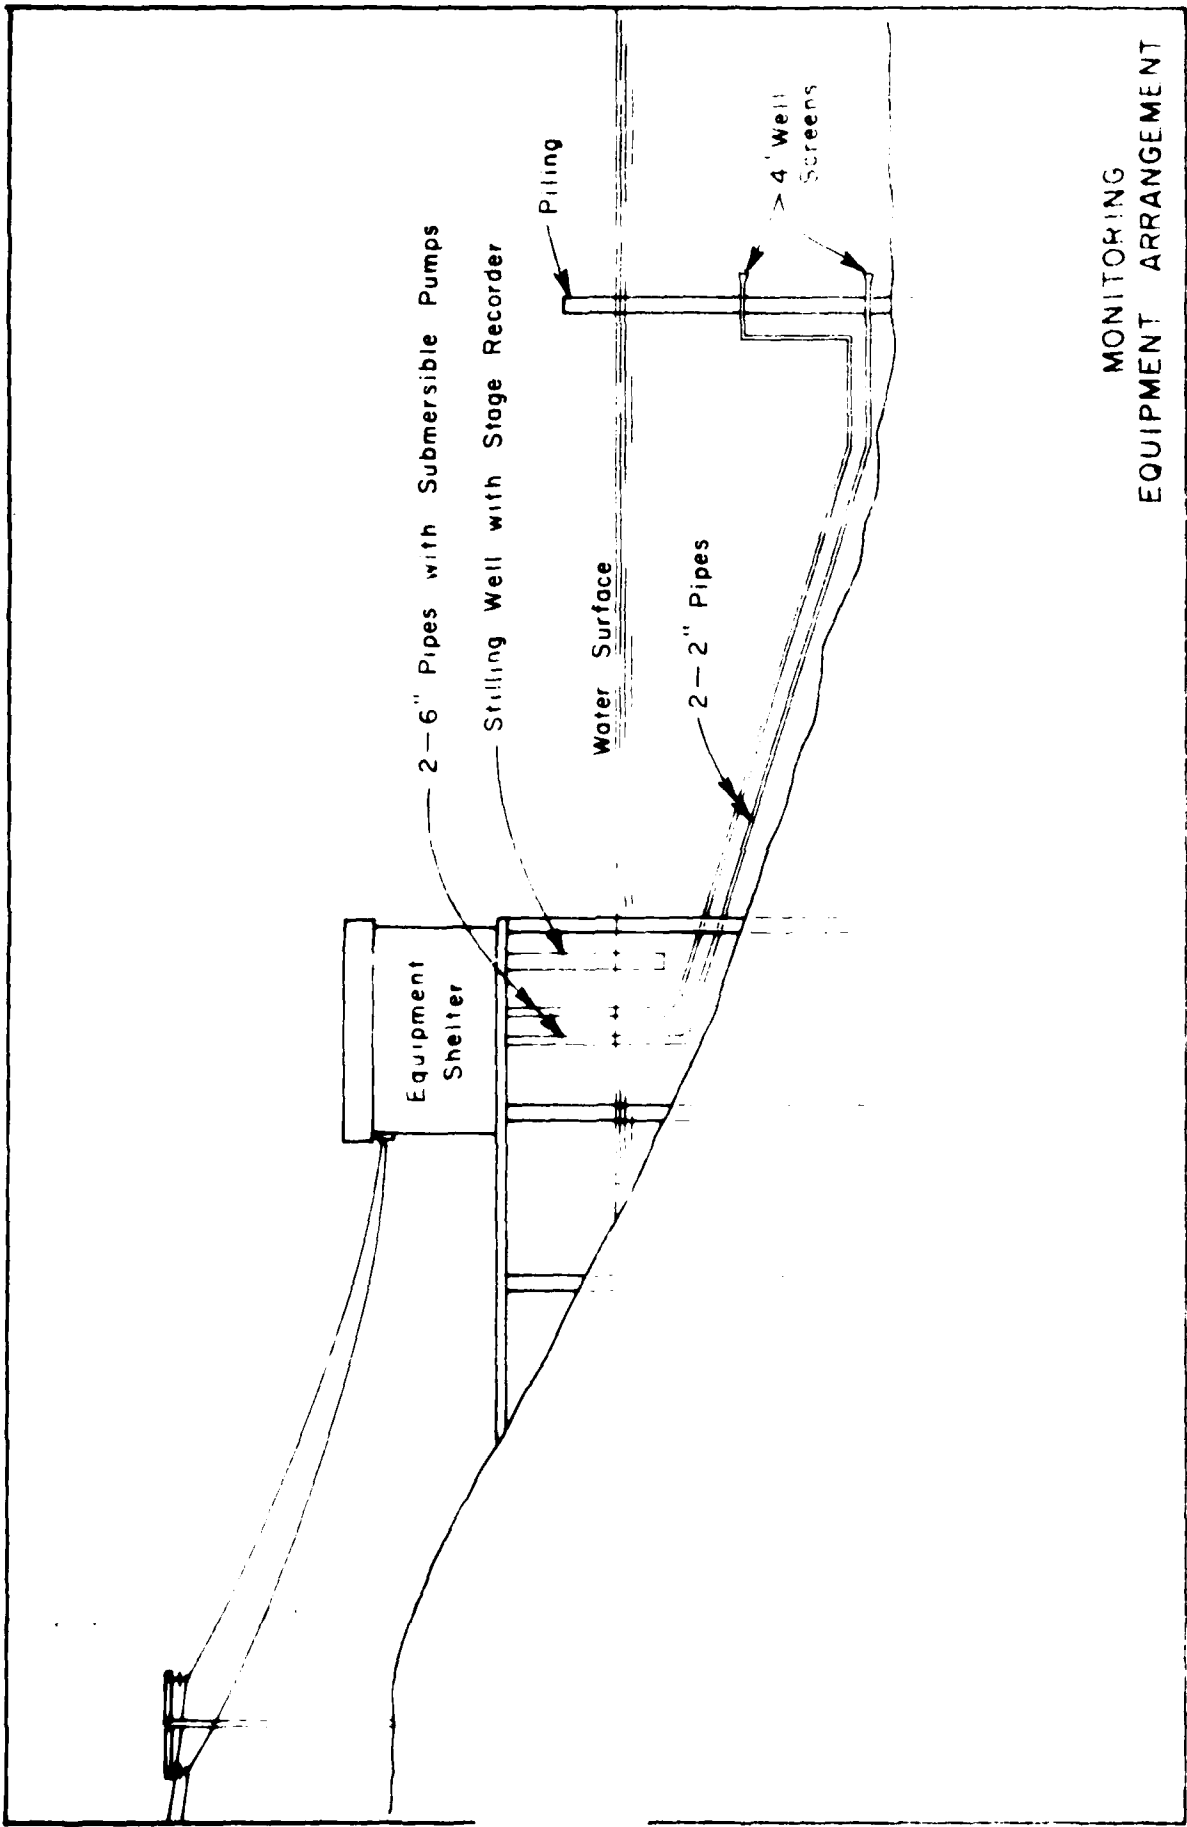 2-6" Pipes with Submersible Pumps
Stilling Well with Stage Recorder
Piling
Equipment
Shelter
Water Surface
2-2" Pipes
4' Well
Screens
MONITORING
EQUIPMENT ARRANGEMENT